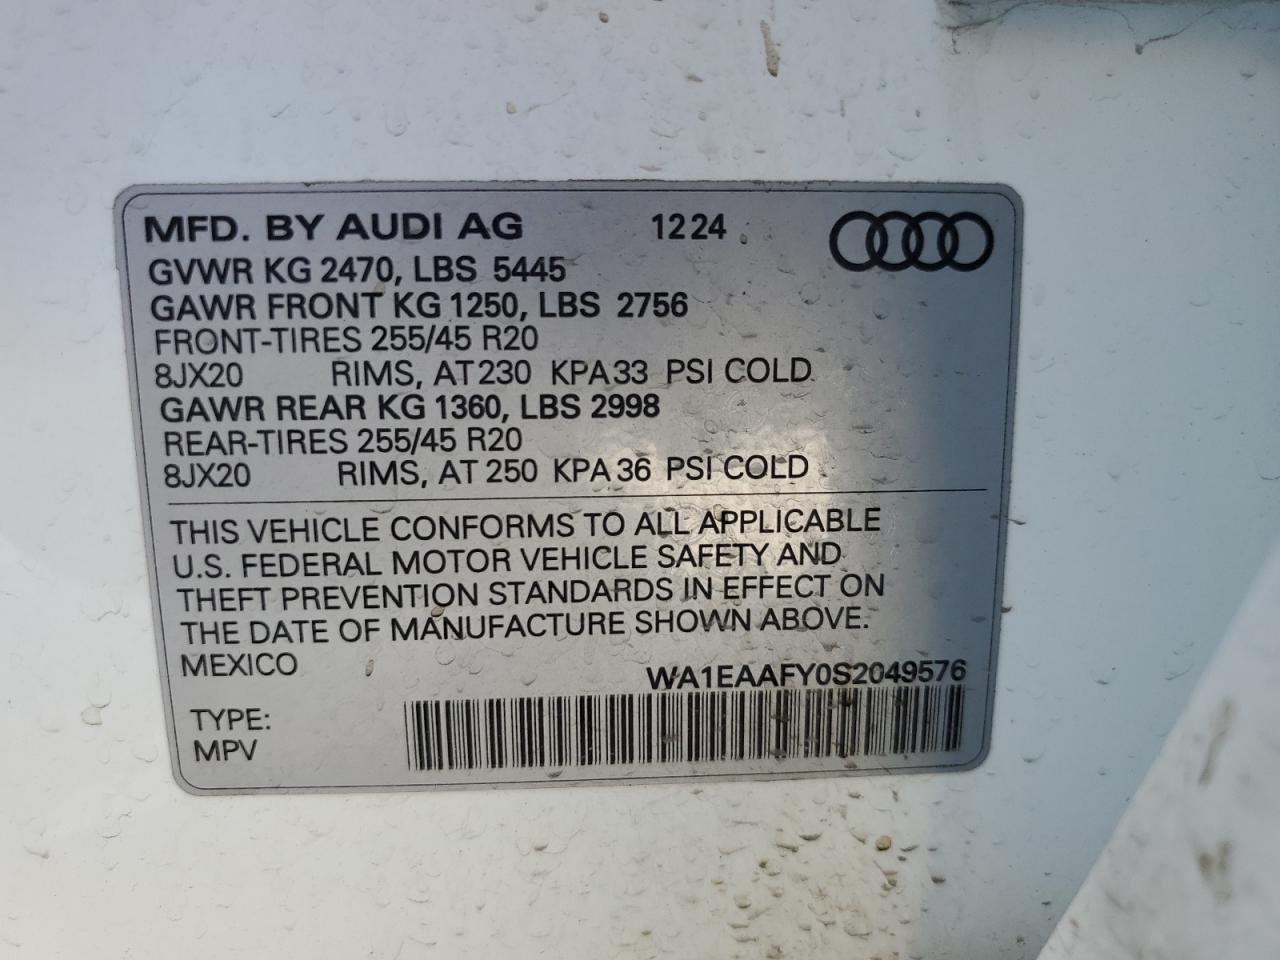 MFD. BY AUDI AG 1224
GVWR KG 2470, LBS 5445
GAWR FRONT KG 1250, LBS 2756
FRONT-TIRES 255/45 R20
8JX20 RIMS, AT 230 KPA 33 PSI COLD
GAWR REAR KG 1360, LBS 2998
REAR-TIRES 255/45 R20
8JX20 RIMS, AT 250 KPA 36 PSI COLD
THIS VEHICLE CONFORMS TO ALL APPLICABLE
U.S. FEDERAL MOTOR VEHICLE SAFETY AND
THEFT PREVENTION STANDARDS IN EFFECT ON
THE DATE OF MANUFACTURE SHOWN ABOVE.
MEXICO WA1EAAFY0S2049576
TYPE:
MPV